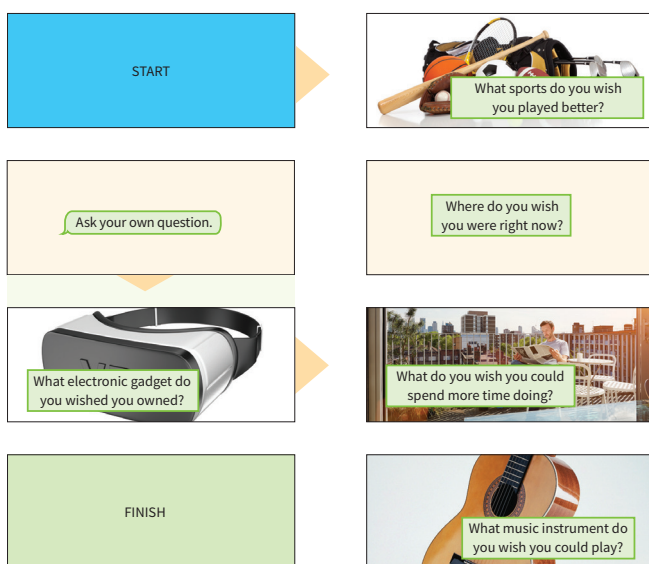 START
What sports do you wish
you played better?
Ask your own question.
Where do you wish
you were right now?
What electronic gadget do
you wished you owned?
What do you wish you could
spend more time doing?
FINISH
What music instrument do
you wish you could play?